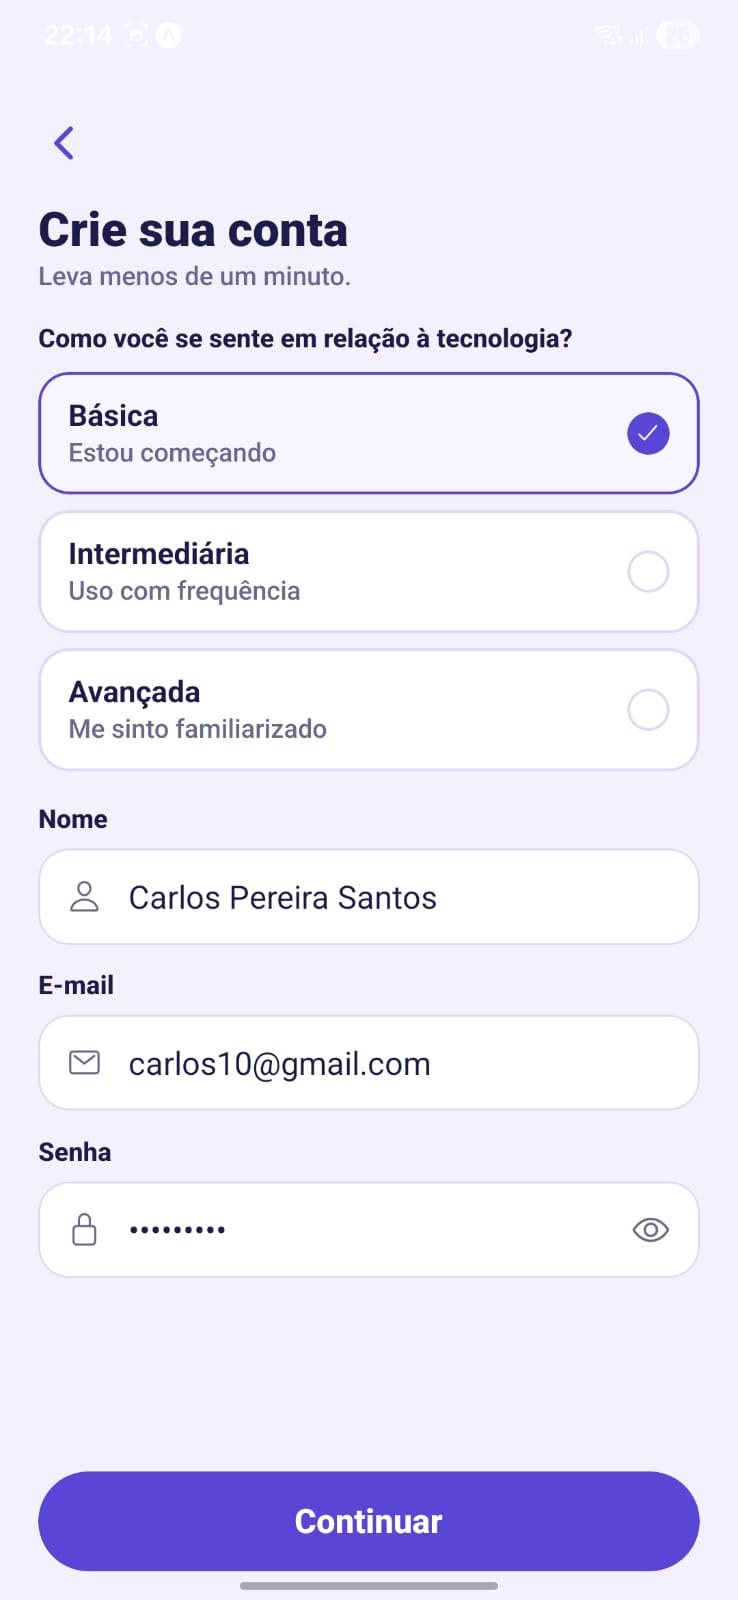 22:14
Crie sua conta
Leva menos de um minuto.
Como você se sente em relação à tecnologia?
Básica
Estou começando
Intermediária
Uso com frequência
Avançada
Me sinto familiarizado
Nome
Carlos Pereira Santos
E-mail
carlos10@gmail.com
Senha
•••••••••
Continuar